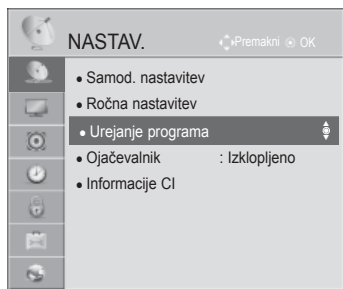 NASTAV. Premakni OK
• Samod. nastavitev
• Ročna nastavitev
• Urejanje programa
• Ojačevalnik : Izklopljeno
• Informacije CI